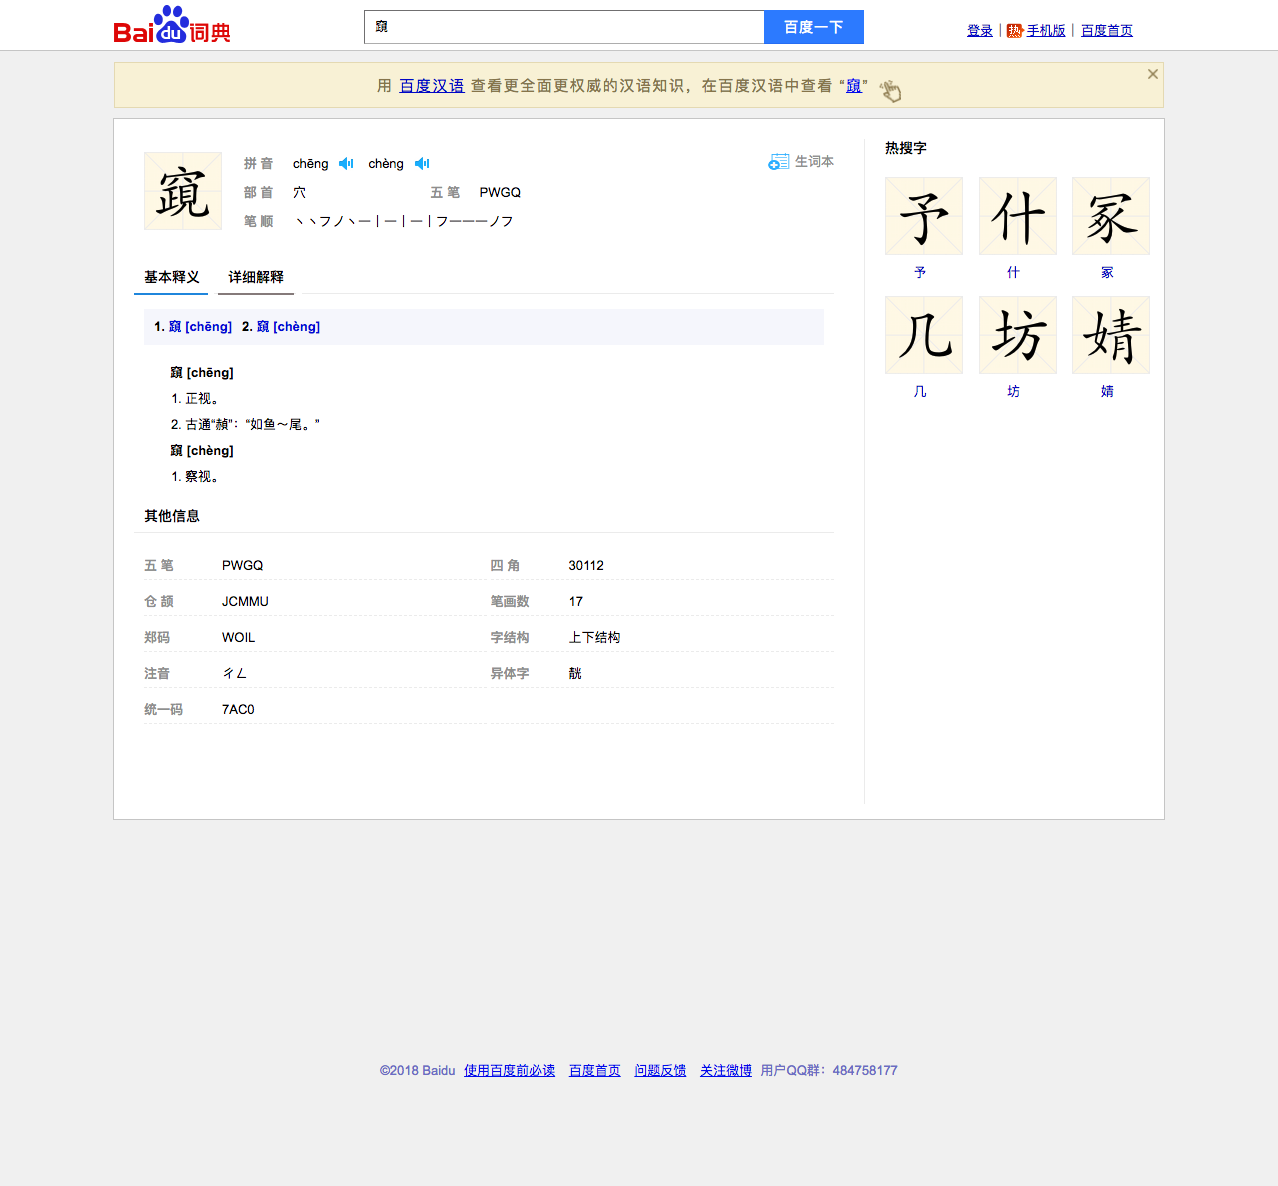 Baidu词典
竀
百度一下
登录 | 热 手机版 | 百度首页
用 百度汉语 查看更全面更权威的汉语知识，在百度汉语中查看 “竀”
竀
拼 音 chēng chèng
生词本
部 首 穴 五 笔 PWGQ
笔 顺 丶丶フノ丶一丨一丨一丨フ一一一ノフ
基本释义 详细解释
1. 竀 [chēng] 2. 竀 [chèng]
竀 [chēng]
1. 正视。
2. 古通“赪”：“如鱼～尾。”
竀 [chèng]
1. 察视。
其他信息
五 笔 PWGQ 四 角 30112
仓 颉 JCMMU 笔画数 17
郑码 WOIL 字结构 上下结构
注音 ㄔㄥ 异体字 䚎
统一码 7AC0
热搜字
予 什 冢
予 什 冢
几 坊 婧
几 坊 婧
©2018 Baidu 使用百度前必读 百度首页 问题反馈 关注微博 用户QQ群：484758177